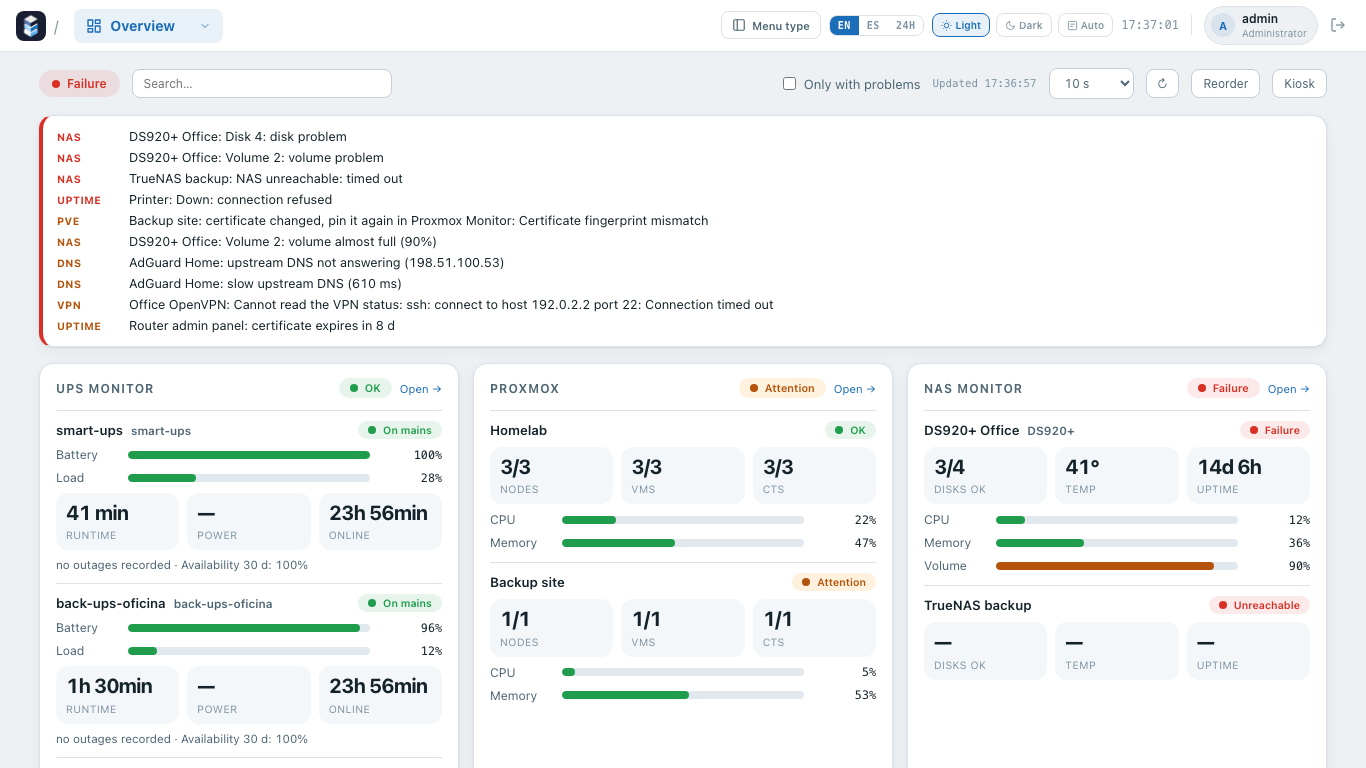 / Overview
Menu type EN ES 24H Light Dark Auto 17:37:01 A admin Administrator
Failure Search... Only with problems Updated 17:36:57 10 s Reorder Kiosk
NAS DS920+ Office: Disk 4: disk problem
NAS DS920+ Office: Volume 2: volume problem
NAS TrueNAS backup: NAS unreachable: timed out
UPTIME Printer: Down: connection refused
PVE Backup site: certificate changed, pin it again in Proxmox Monitor: Certificate fingerprint mismatch
NAS DS920+ Office: Volume 2: volume almost full (90%)
DNS AdGuard Home: upstream DNS not answering (198.51.100.53)
DNS AdGuard Home: slow upstream DNS (610 ms)
VPN Office OpenVPN: Cannot read the VPN status: ssh: connect to host 192.0.2.2 port 22: Connection timed out
UPTIME Router admin panel: certificate expires in 8 d
UPS MONITOR OK Open →
smart-ups smart-ups On mains
Battery 100%
Load 28%
41 min — 23h 56min
RUNTIME POWER ONLINE
no outages recorded · Availability 30 d: 100%
back-ups-oficina back-ups-oficina On mains
Battery 96%
Load 12%
1h 30min — 23h 56min
RUNTIME POWER ONLINE
no outages recorded · Availability 30 d: 100%
PROXMOX Attention Open →
Homelab OK
3/3 3/3 3/3
NODES VMS CTS
CPU 22%
Memory 47%
Backup site Attention
1/1 1/1 1/1
NODES VMS CTS
CPU 5%
Memory 53%
NAS MONITOR Failure Open →
DS920+ Office DS920+ Failure
3/4 41° 14d 6h
DISKS OK TEMP UPTIME
CPU 12%
Memory 36%
Volume 90%
TrueNAS backup Unreachable
— — —
DISKS OK TEMP UPTIME